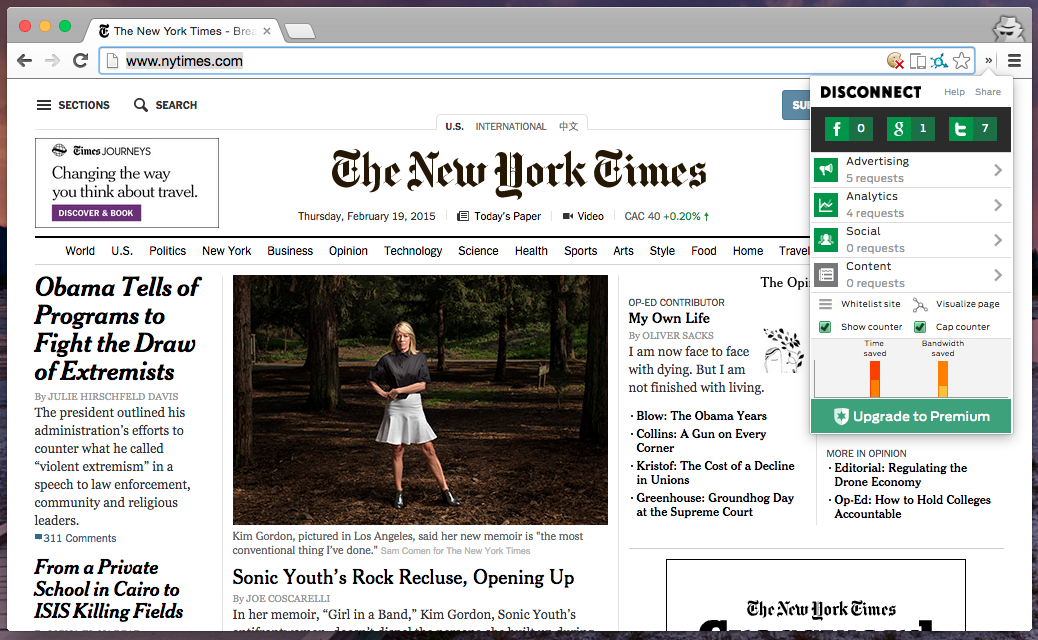 The New York Times - Brea
www.nytimes.com
SECTIONS
SEARCH
U.S. INTERNATIONAL 中文
Times JOURNEYS
Changing the way
you think about travel.
DISCOVER & BOOK
The New York Times
Thursday, February 19, 2015
Today's Paper
Video
CAC 40 +0.20% ↑
World U.S. Politics New York Business Opinion Technology Science Health Sports Arts Style Food Home Travel
Obama Tells of
Programs to
Fight the Draw
of Extremists
By JULIE HIRSCHFELD DAVIS
The president outlined his
administration's efforts to
counter what he called
“violent extremism” in a
speech to law enforcement,
community and religious
leaders.
311 Comments
From a Private
School in Cairo to
ISIS Killing Fields
Kim Gordon, pictured in Los Angeles, said her new memoir is "the most
conventional thing I've done." Sam Comen for The New York Times
Sonic Youth's Rock Recluse, Opening Up
By JOE COSCARELLI
In her memoir, “Girl in a Band,” Kim Gordon, Sonic Youth's
The Opi
OP-ED CONTRIBUTOR
My Own Life
By OLIVER SACKS
I am now face to face
with dying. But I am
not finished with living.
· Blow: The Obama Years
· Collins: A Gun on Every
Corner
· Kristof: The Cost of a Decline
in Unions
· Greenhouse: Groundhog Day
at the Supreme Court
MORE IN OPINION
· Editorial: Regulating the
Drone Economy
· Op-Ed: How to Hold Colleges
Accountable
The New York Times
DISCONNECT
Help Share
f 0 g 1 t 7
Advertising
5 requests
Analytics
4 requests
Social
0 requests
Content
0 requests
Whitelist site
Visualize page
Show counter
Cap counter
Time
saved
Bandwidth
saved
Upgrade to Premium